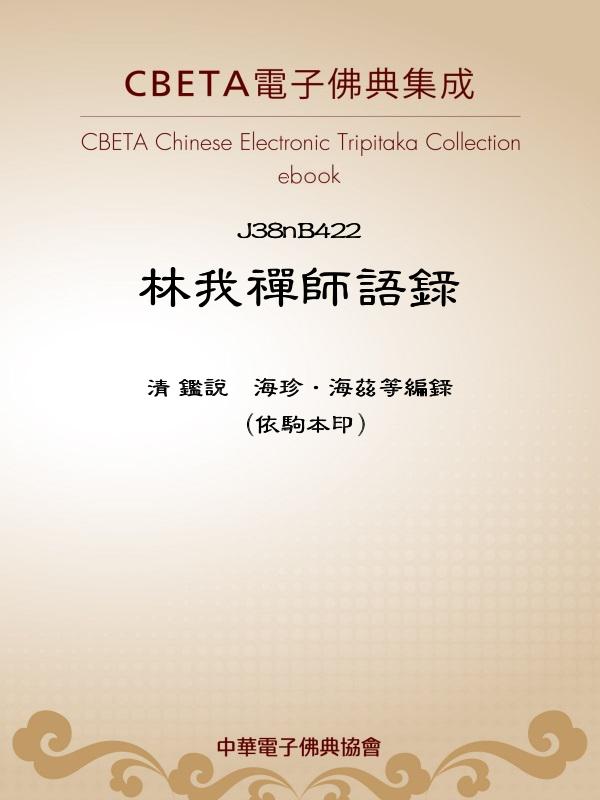 CBETA電子佛典集成
CBETA Chinese Electronic Tripitaka Collection
ebook
J38nB422
林我禪師語錄
清 鑑說　海珍・海茲等編錄
(依駒本印)
中華電子佛典協會